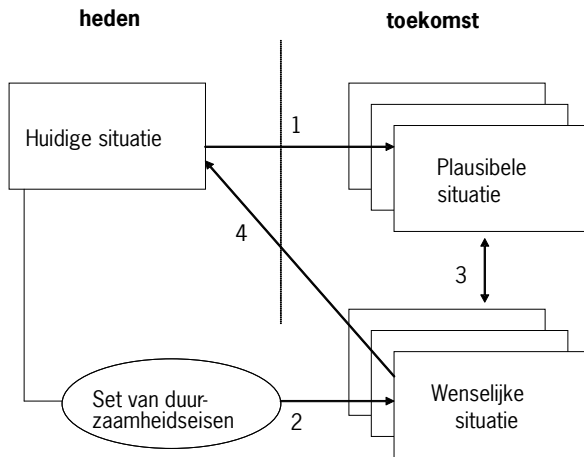 heden
toekomst
Huidige situatie
1
Plausibele
situatie
4
3
Set van duur-
zaamheidseisen
2
Wenselijke
situatie